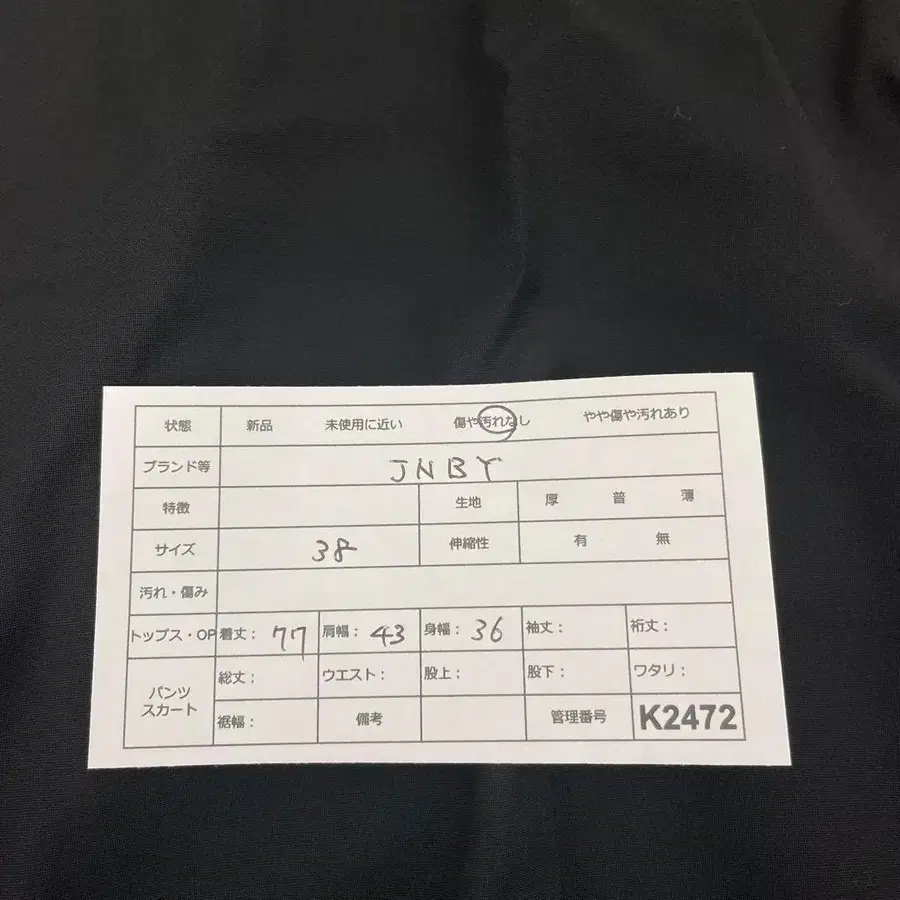 状態 新品 未使用に近い 傷や汚れなし やや傷や汚れあり
ブランド等 JNBY
特徴 生地 厚 普 薄
サイズ 38 伸縮性 有 無
汚れ・傷み
トップス・OP 着丈: 77 肩幅: 43 身幅: 36 袖丈: 裄丈:
パンツ 総丈: ウエスト: 股上: 股下: ワタリ:
スカート 裾幅: 備考 管理番号 K2472